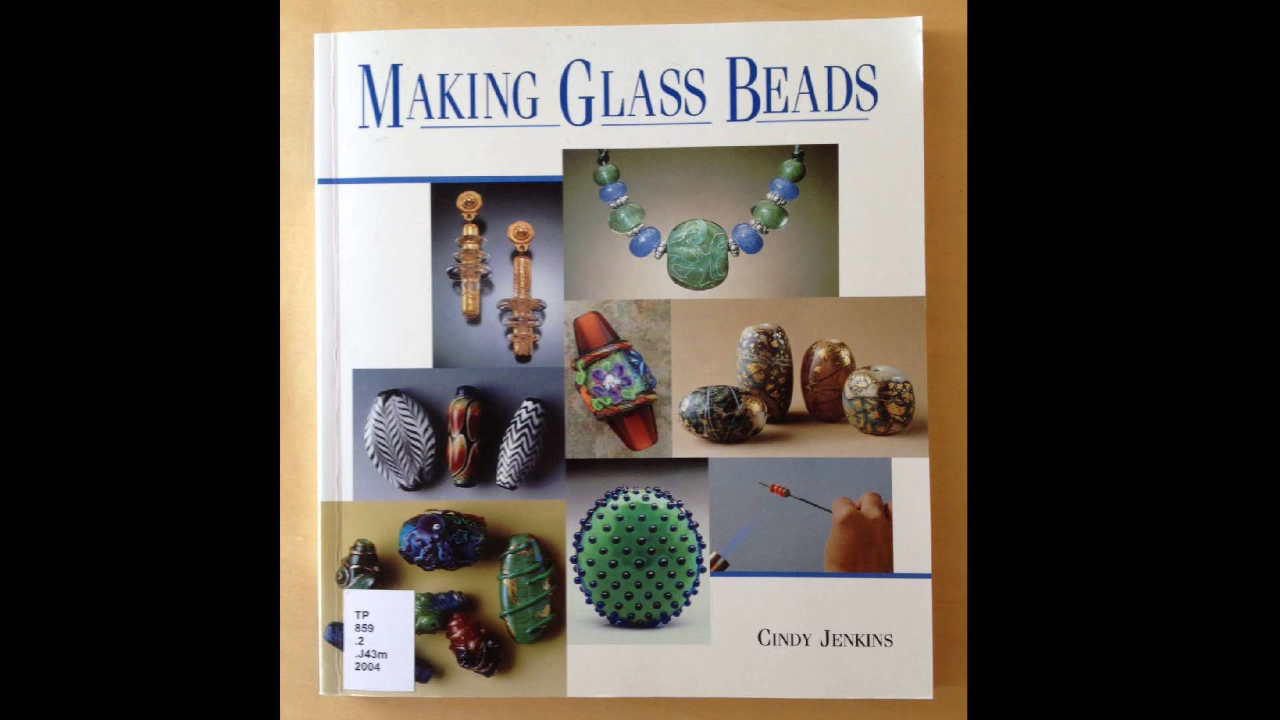 MAKING GLASS BEADS
TP
859
.2
.J43m
2004
CINDY JENKINS